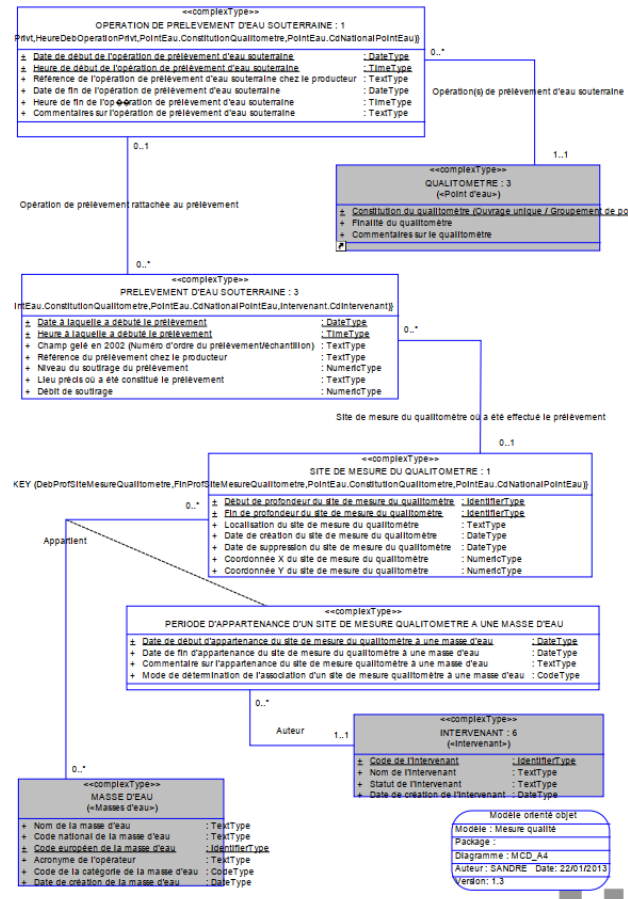 <<complexType>>
OPERATION DE PRELEVEMENT D'EAU SOUTERRAINE : 1
Privt,HeureDebOperationPrivt,PointEau.ConstitutionQualitometre,PointEau.CdNationalPointEau)}
+ Date de début de l'opération de prélèvement d'eau souterraine : DateType
+ Heure de début de l'opération de prélèvement d'eau souterraine : TimeType
+ Référence de l'opération de prélèvement d'eau souterraine chez le producteur : TextType
+ Date de fin de l'opération de prélèvement d'eau souterraine : DateType
+ Heure de fin de l'op��ration de prélèvement d'eau souterraine : TimeType
+ Commentaires sur l'opération de prélèvement d'eau souterraine : TextType
0..*
Opération(s) de prélèvement d'eau souterraine
0..1
1..1
<<complexType>>
QUALITOMETRE : 3
(«Point d'eau»)
+ Constitution du qualitomètre (Ouvrage unique / Groupement de po
+ Finalité du qualitomètre
+ Commentaires sur le qualitomètre
Opération de prélèvement rattachée au prélèvement
0..*
<<complexType>>
PRELEVEMENT D'EAU SOUTERRAINE : 3
intEau.ConstitutionQualitometre,PointEau.CdNationalPointEau,Intervenant.CdIntervenant)}
+ Date à laquelle a débuté le prélèvement : DateType
+ Heure à laquelle a débuté le prélèvement : TimeType
+ Champ gelé en 2002 (Numéro d'ordre du prélèvement/échantillon) : TextType
+ Référence du prélèvement chez le producteur : TextType
+ Niveau du soutirage du prélèvement : NumericType
+ Lieu précis où a été constitué le prélèvement : TextType
+ Débit de soutirage : NumericType
0..*
Site de mesure du qualitomètre où a été effectué le prélèvement
0..1
<<complexType>>
SITE DE MESURE DU QUALITOMETRE : 1
KEY {DebProfSiteMesureQualitometre,FinProfSiteMesureQualitometre,PointEau.ConstitutionQualitometre,PointEau.CdNationalPointEau)}
+ Début de profondeur du site de mesure du qualitomètre : IdentifierType
+ Fin de profondeur du site de mesure du qualitomètre : IdentifierType
+ Localisation du site de mesure du qualitomètre : TextType
+ Date de création du site de mesure du qualitomètre : DateType
+ Date de suppression du site de mesure du qualitomètre : DateType
+ Coordonnée X du site de mesure du qualitomètre : NumericType
+ Coordonnée Y du site de mesure du qualitomètre : NumericType
0..*
Appartient
<<complexType>>
PERIODE D'APPARTENANCE D'UN SITE DE MESURE QUALITOMETRE A UNE MASSE D'EAU
+ Date de début d'appartenance du site de mesure du qualitomètre à une masse d'eau : DateType
+ Date de fin d'appartenance du site de mesure du qualitomètre à une masse d'eau : DateType
+ Commentaire sur l'appartenance du site de mesure du qualitomètre à une masse d'eau : TextType
+ Mode de détermination de l'association d'un site de mesure qualitomètre à une masse d'eau : CodeType
0..*
Auteur
1..1
<<complexType>>
INTERVENANT : 6
(«Intervenant»)
+ Code de l'intervenant : IdentifierType
+ Nom de l'intervenant : TextType
+ Statut de l'intervenant : TextType
+ Date de création de l'intervenant : DateType
0..*
<<complexType>>
MASSE D'EAU
(«Masses d'eau»)
+ Nom de la masse d'eau : TextType
+ Code national de la masse d'eau : TextType
+ Code européen de la masse d'eau : IdentifierType
+ Acronyme de l'opérateur : TextType
+ Code de la catégorie de la masse d'eau : CodeType
+ Date de création de la masse d'eau : DateType
Modèle orienté objet
Modèle : Mesure qualité
Package :
Diagramme : MCD_A4
Auteur : SANDRE Date: 22/01/2013
Version: 1.3